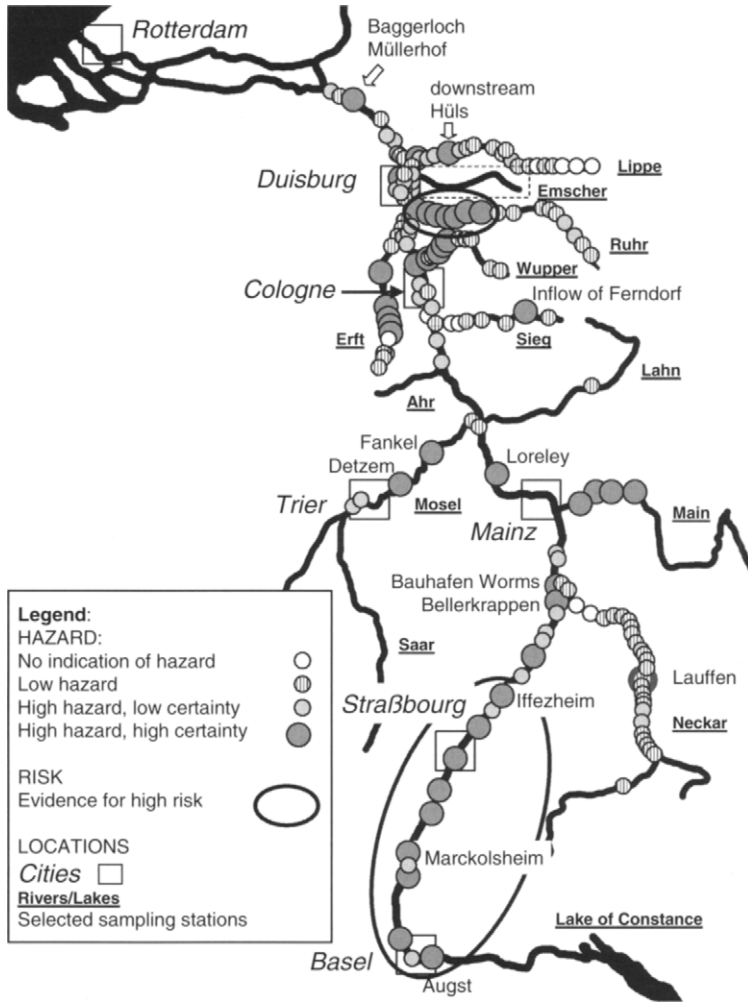 Rotterdam
Baggerloch
Müllerhof
downstream
Hüls
Lippe
Duisburg
Emscher
Ruhr
Wupper
Cologne
Inflow of Ferndorf
Erft
Sieg
Lahn
Ahr
Fankel
Detzem
Loreley
Trier
Mosel
Mainz
Main
Bauhafen Worms
Bellerkrappen
Saar
Lauffen
Straßbourg
Iffezheim
Neckar
Marckolsheim
Lake of Constance
Basel
Augst
Legend:
HAZARD:
No indication of hazard
Low hazard
High hazard, low certainty
High hazard, high certainty
RISK
Evidence for high risk
LOCATIONS
Cities
Rivers/Lakes
Selected sampling stations